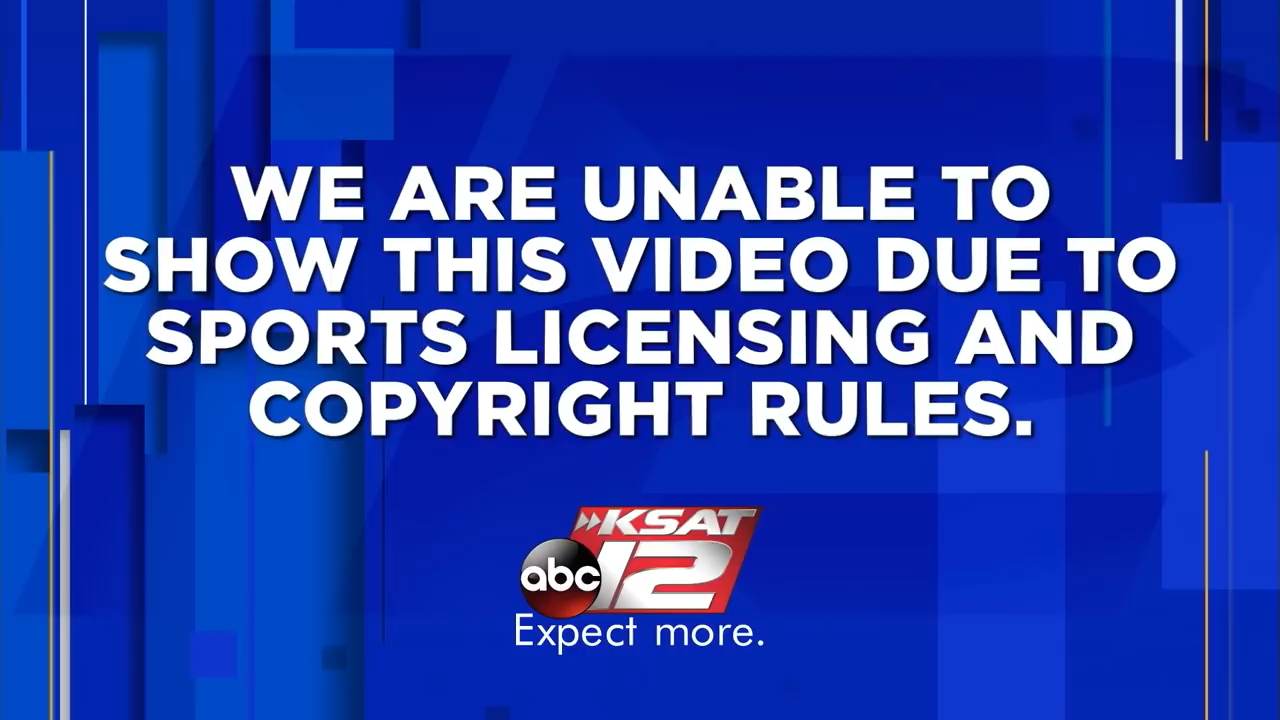 WE ARE UNABLE TO
SHOW THIS VIDEO DUE TO
SPORTS LICENSING AND
COPYRIGHT RULES.
KSAT
abc 12
Expect more.